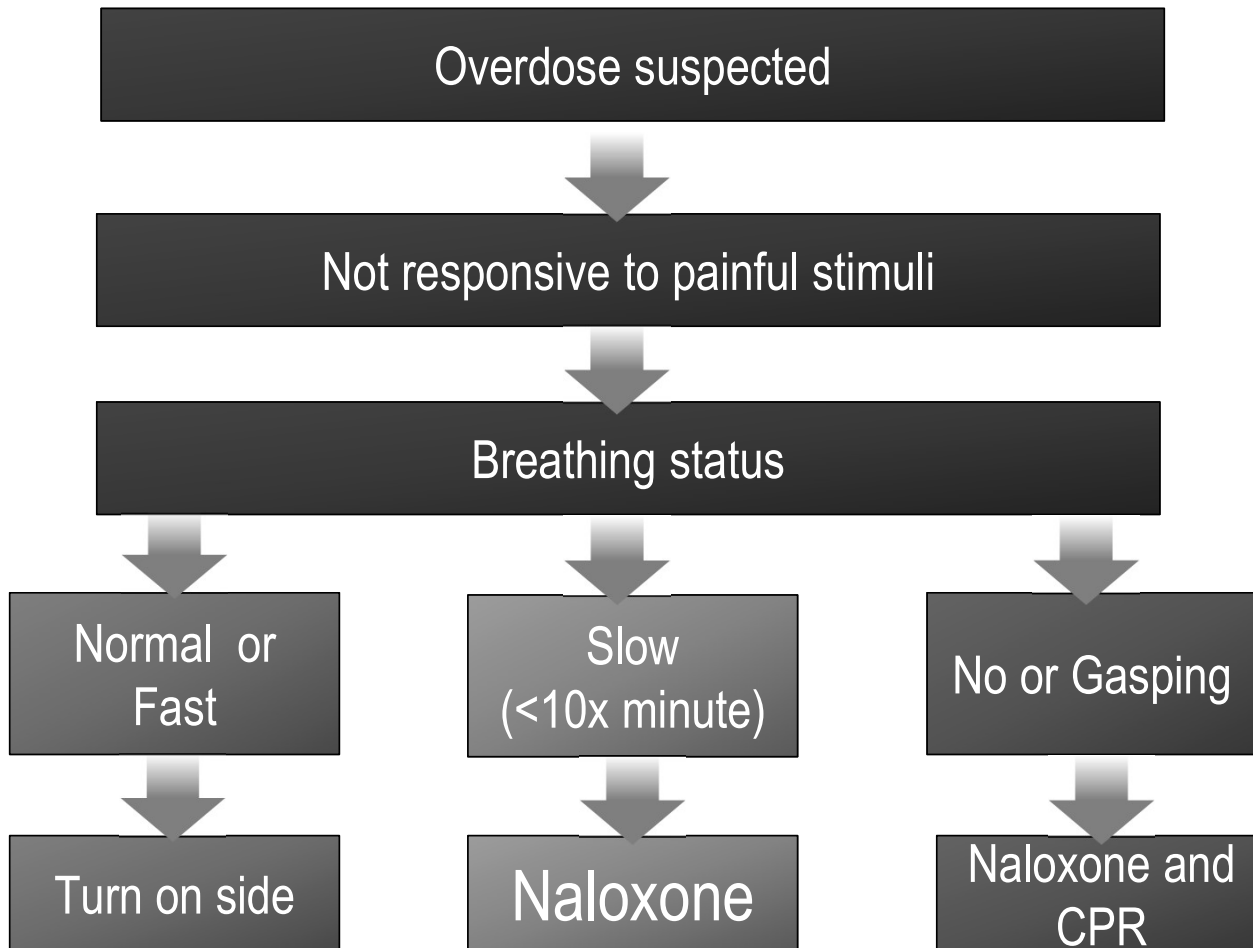 Overdose suspected
Not responsive to painful stimuli
Breathing status
Normal or
Fast
Slow
(<10x minute)
No or Gasping
Turn on side
Naloxone
Naloxone and
CPR